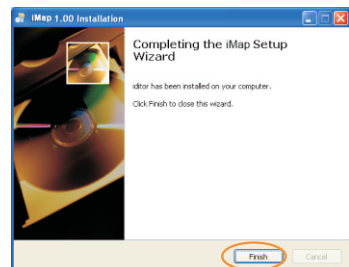 iMap 1.00 Installation
Completing the iMap Setup
Wizard
iditor has been installed on your computer.
Click Finish to close this wizard.
Finish
Cancel